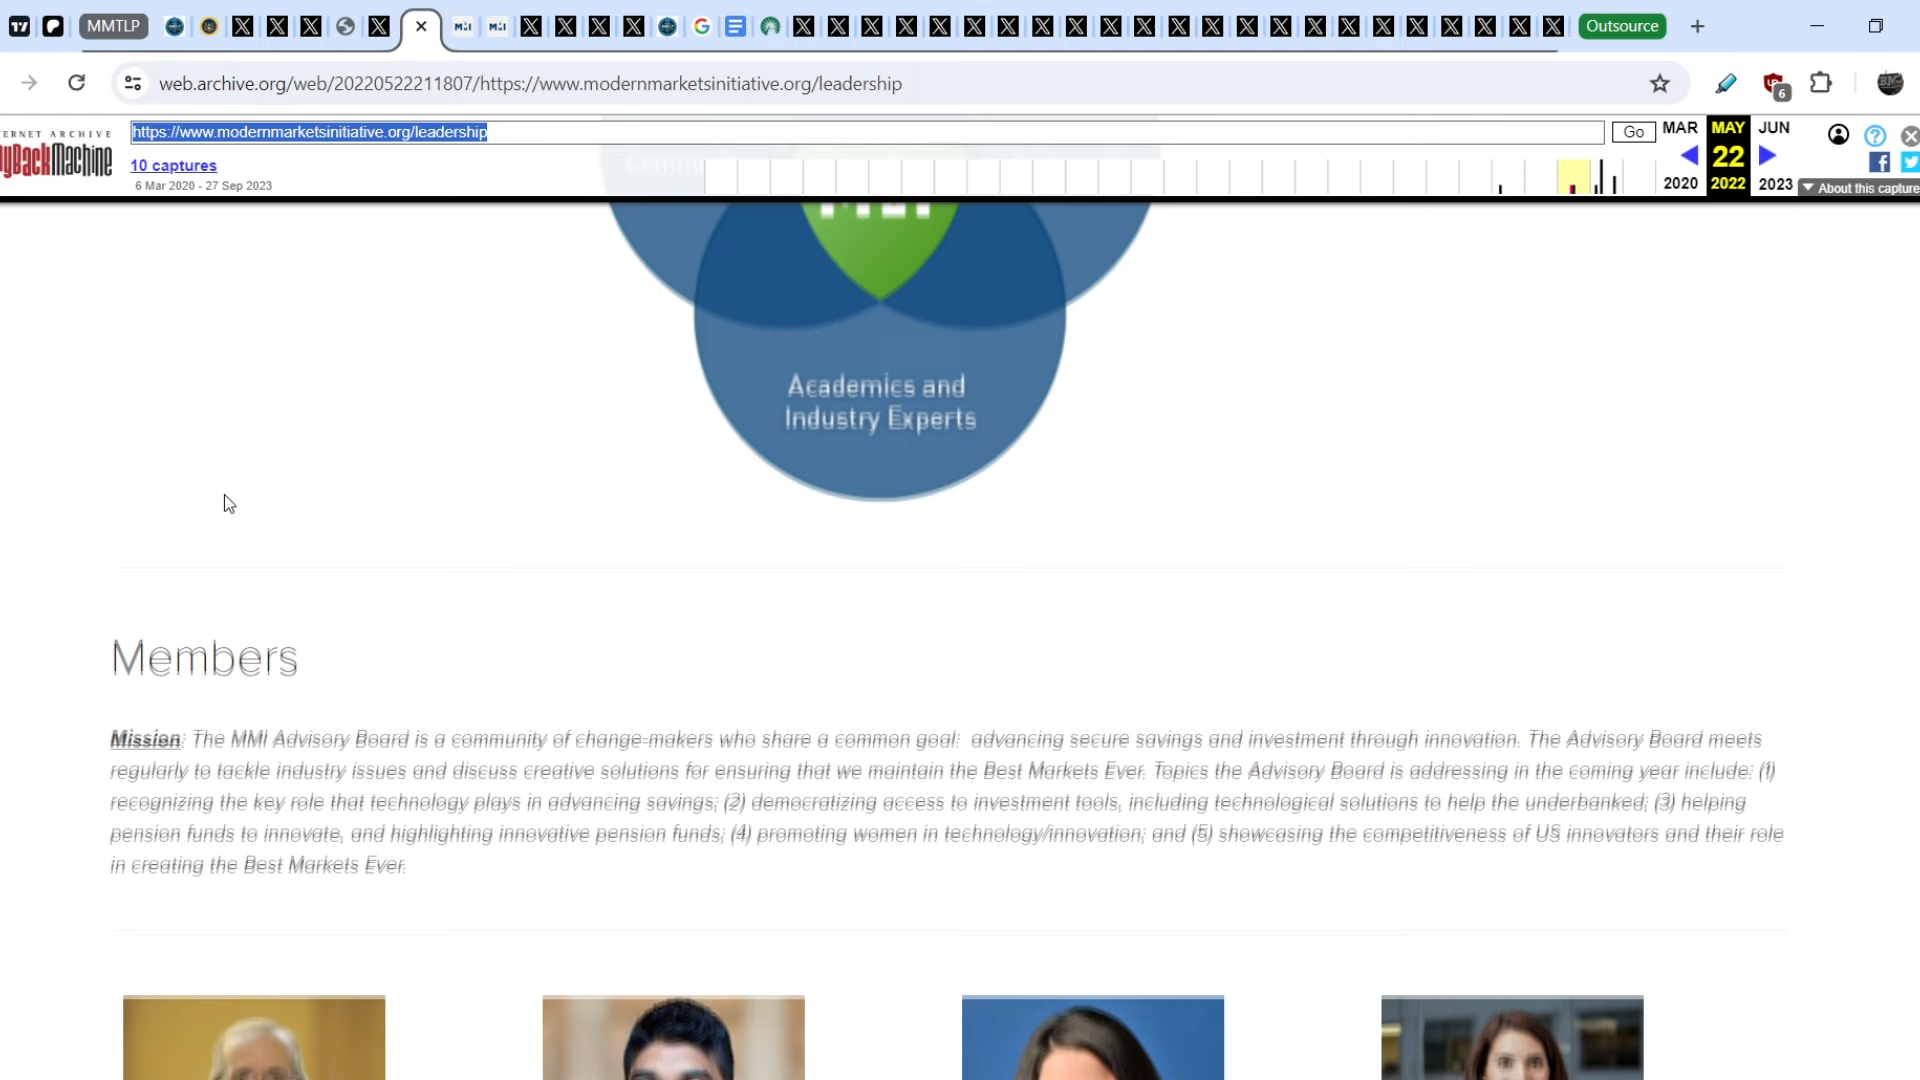 MMTLP
Outsource
web.archive.org/web/20220522211807/https://www.modernmarketsinitiative.org/leadership
6
https://www.modernmarketsinitiative.org/leadership
Go
MAR
MAY
JUN
10 captures
22
6 Mar 2020 - 27 Sep 2023
2020
2022
2023
About this capture
Academics and
Industry Experts
Members
Mission: The MMI Advisory Board is a community of change-makers who share a common goal: advancing secure savings and investment through innovation. The Advisory Board meets
regularly to tackle industry issues and discuss creative solutions for ensuring that we maintain the Best Markets Ever. Topics the Advisory Board is addressing in the coming year include: (1)
recognizing the key role that technology plays in advancing savings; (2) democratizing access to investment tools, including technological solutions to help the underbanked; (3) helping
pension funds to innovate, and highlighting innovative pension funds; (4) promoting women in technology/innovation; and (5) showcasing the competitiveness of US innovators and their role
in creating the Best Markets Ever.